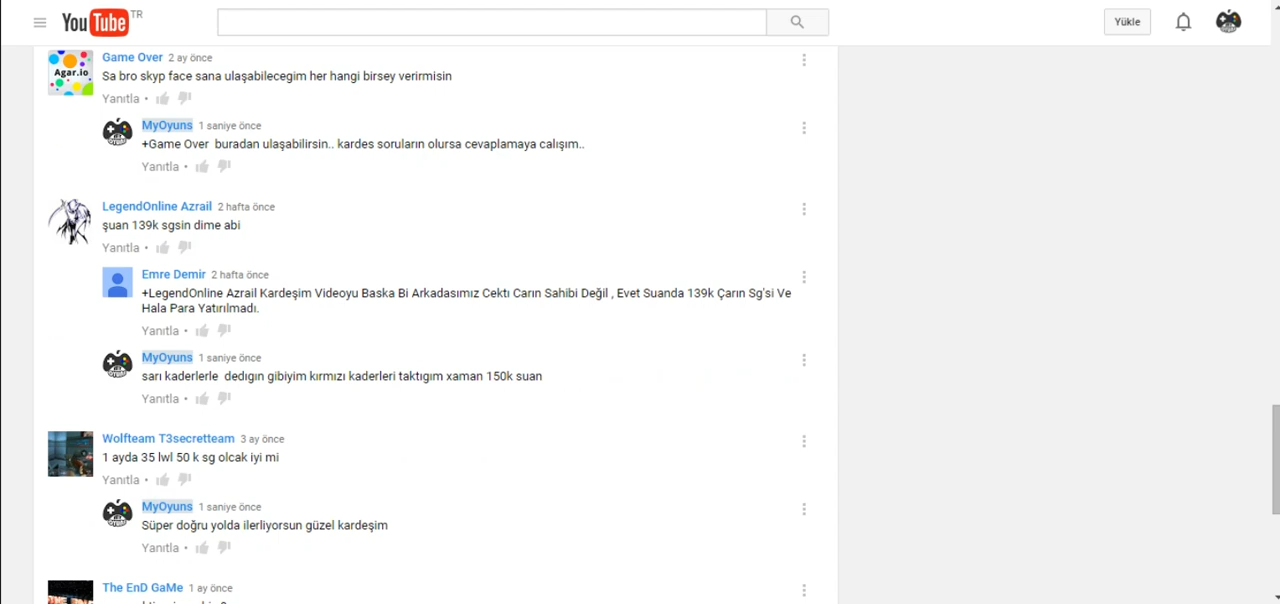 You Tube TR
Yükle
Game Over 2 ay önce
Agar.io
Sa bro skyp face sana ulaşabilecegim her hangi birsey verirmisin
Yanıtla •
MyOyuns 1 saniye önce
+Game Over buradan ulaşabilirsin.. kardes soruların olursa cevaplamaya calışım..
Yanıtla •
LegendOnline Azrail 2 hafta önce
şuan 139k sgsin dime abi
Yanıtla •
Emre Demir 2 hafta önce
+LegendOnline Azrail Kardeşim Videoyu Baska Bi Arkadasımız Cektı Carın Sahibi Değil , Evet Suanda 139k Çarın Sg'si Ve
Hala Para Yatırılmadı.
Yanıtla •
MyOyuns 1 saniye önce
sarı kaderlerle dedıgın gibiyim kırmızı kaderleri taktıgım xaman 150k suan
Yanıtla •
Wolfteam T3secretteam 3 ay önce
1 ayda 35 lwl 50 k sg olcak iyi mi
Yanıtla •
MyOyuns 1 saniye önce
Süper doğru yolda ilerliyorsun güzel kardeşim
Yanıtla •
The EnD GaMe 1 ay önce